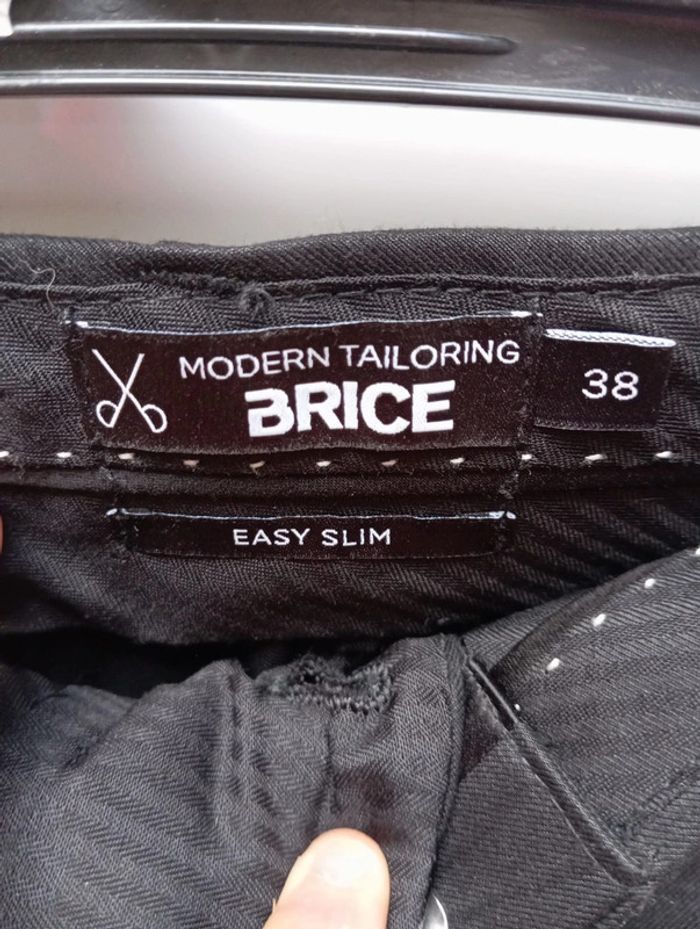 MODERN TAILORING
BRICE
38
EASY SLIM